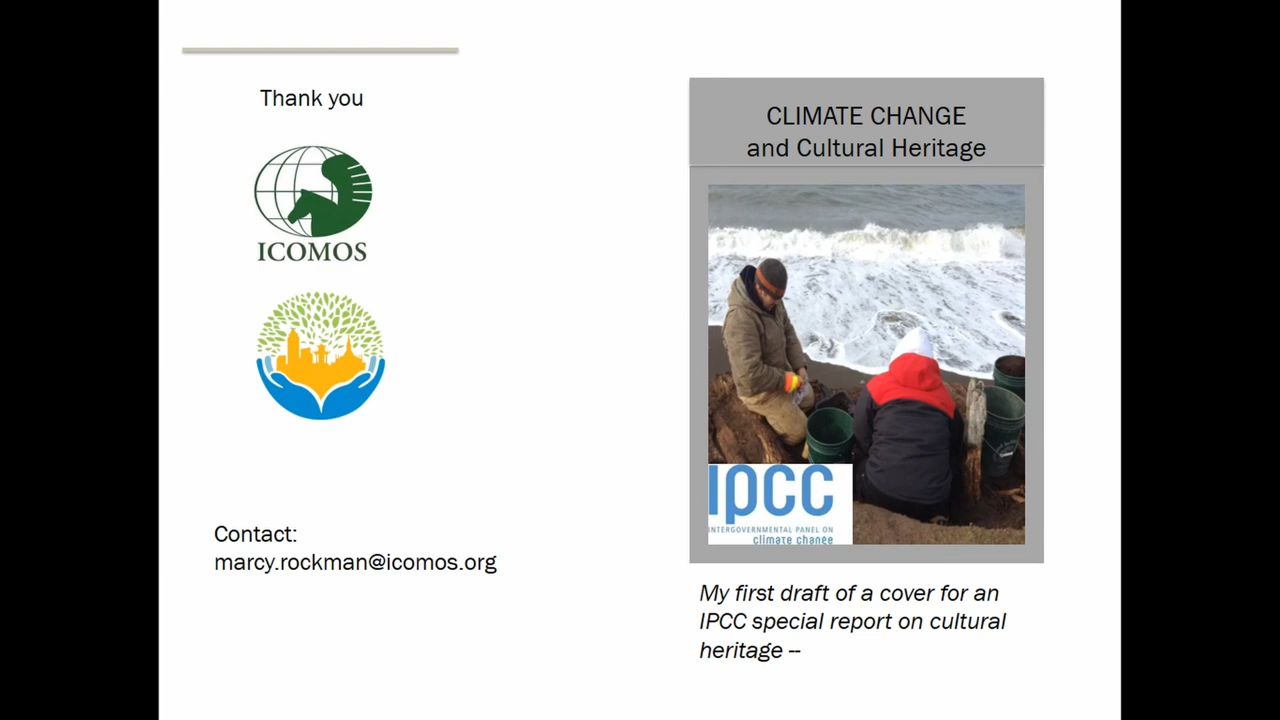 Thank you
ICOMOS
Contact:
marcy.rockman@icomos.org
CLIMATE CHANGE
and Cultural Heritage
ipcc
INTERGOVERNMENTAL PANEL ON
climate change
My first draft of a cover for an
IPCC special report on cultural
heritage --